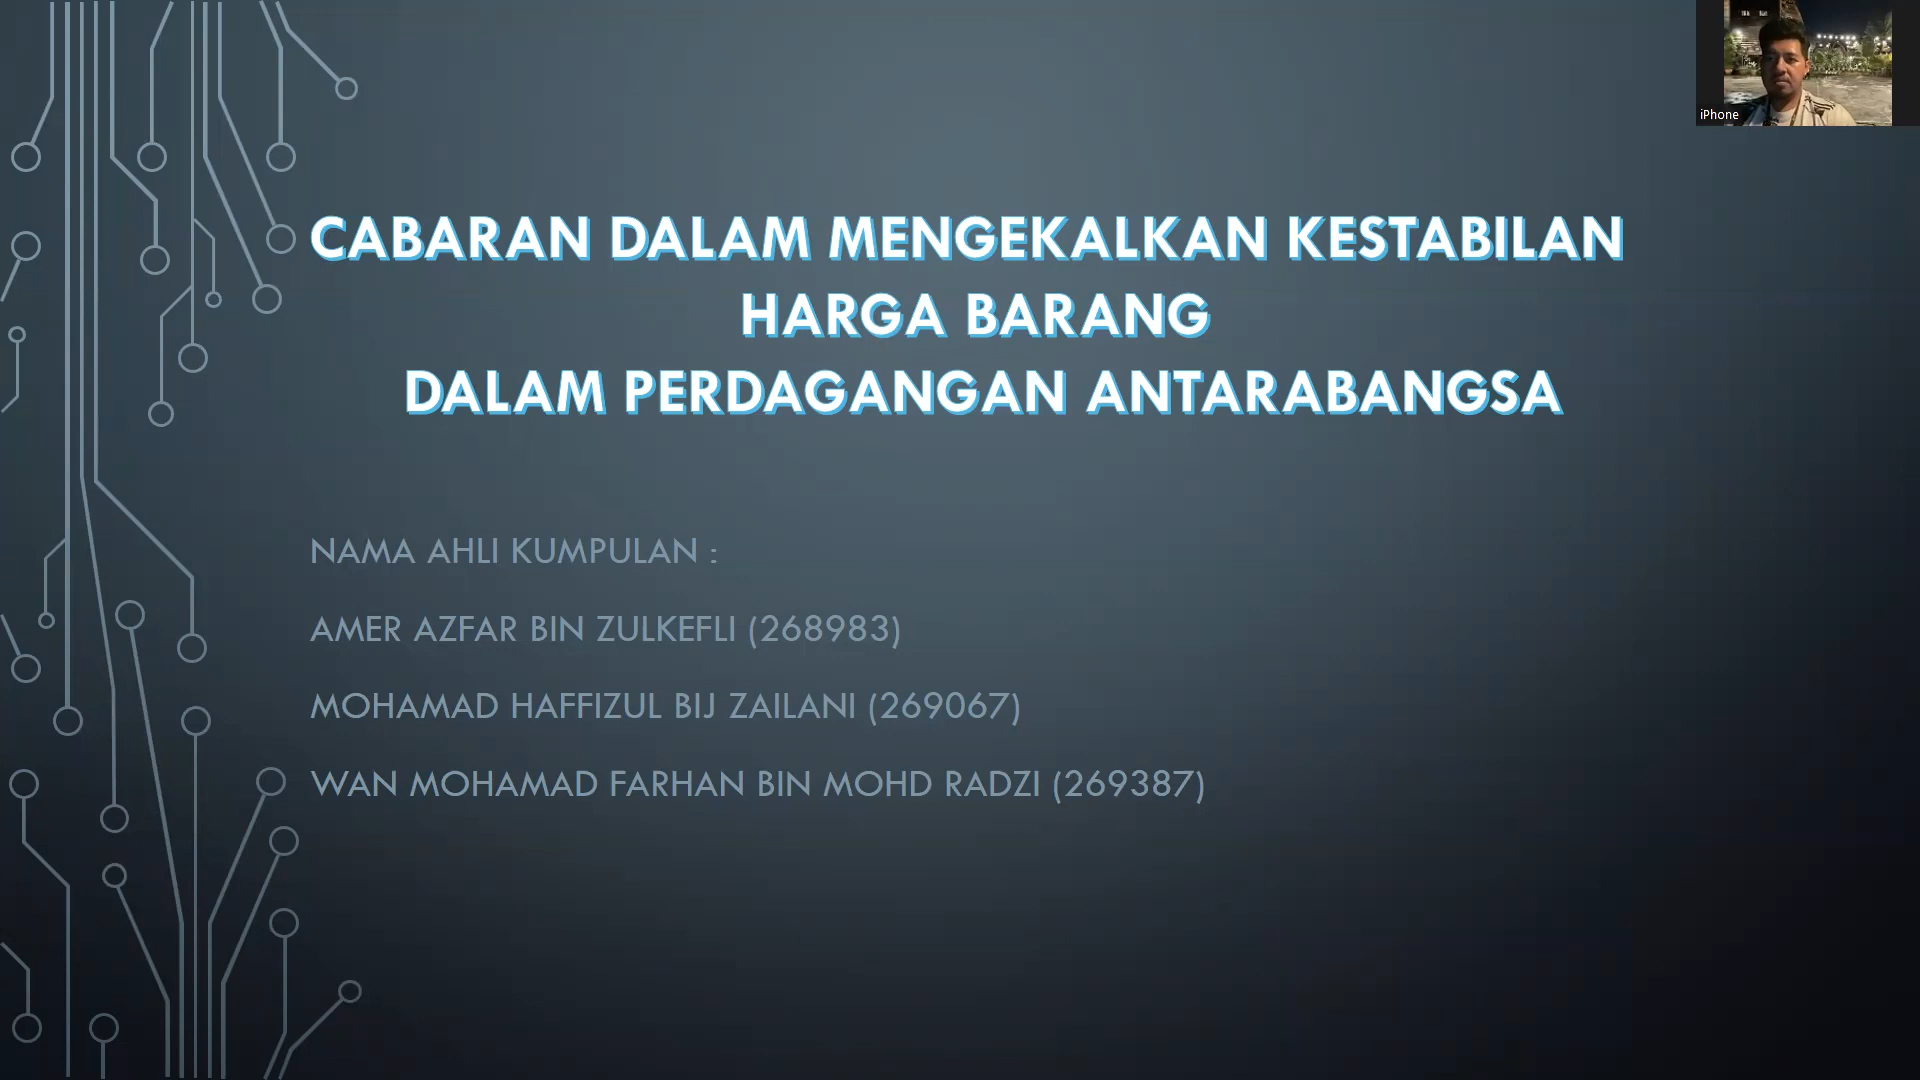 iPhone
CABARAN DALAM MENGEKALKAN KESTABILAN
HARGA BARANG
DALAM PERDAGANGAN ANTARABANGSA
NAMA AHLI KUMPULAN :
AMER AZFAR BIN ZULKEFLI (268983)
MOHAMAD HAFFIZUL BIJ ZAILANI (269067)
WAN MOHAMAD FARHAN BIN MOHD RADZI (269387)